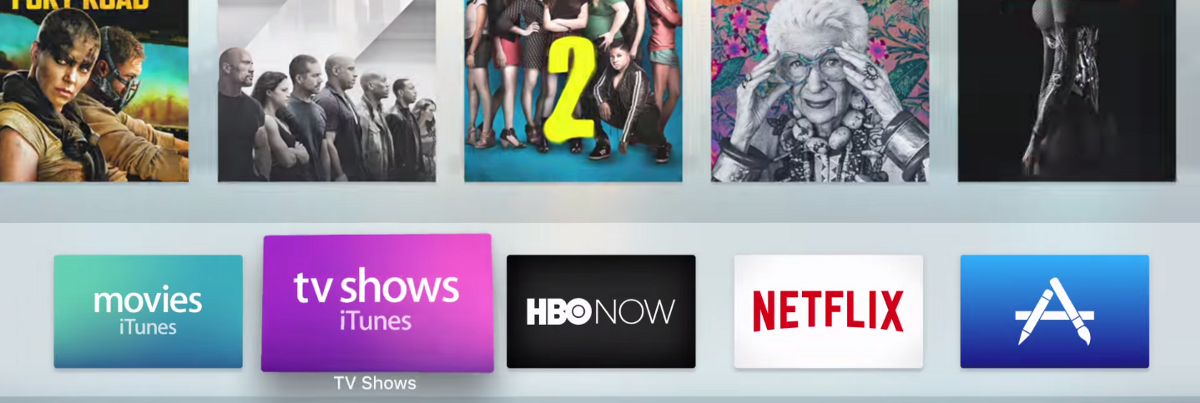 FURY ROAD
2
movies
iTunes
tv shows
iTunes
HBO NOW
NETFLIX
TV Shows